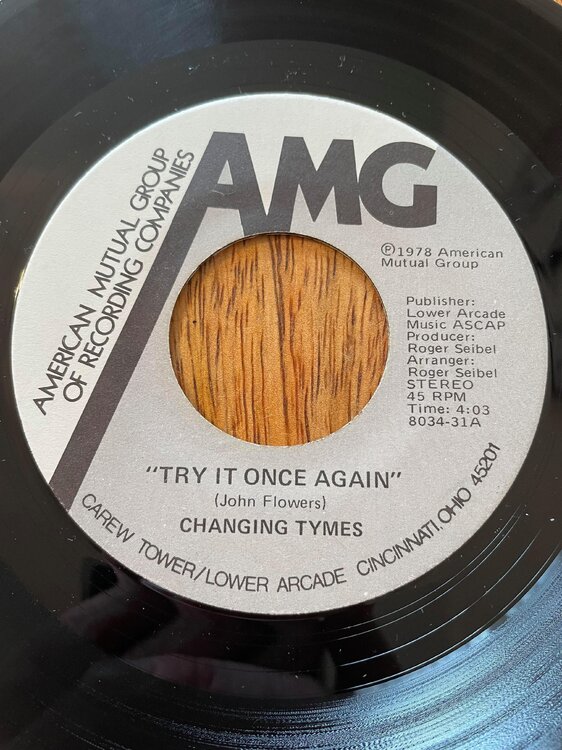 AMG
AMERICAN MUTUAL GROUP
OF RECORDING COMPANIES
℗1978 American
Mutual Group
Publisher:
Lower Arcade
Music ASCAP
Producer:
Roger Seibel
Arranger:
Roger Seibel
STEREO
45 RPM
Time: 4:03
8034-31A
"TRY IT ONCE AGAIN"
(John Flowers)
CHANGING TYMES
CAREW TOWER/LOWER ARCADE CINCINNATI, OHIO 45201